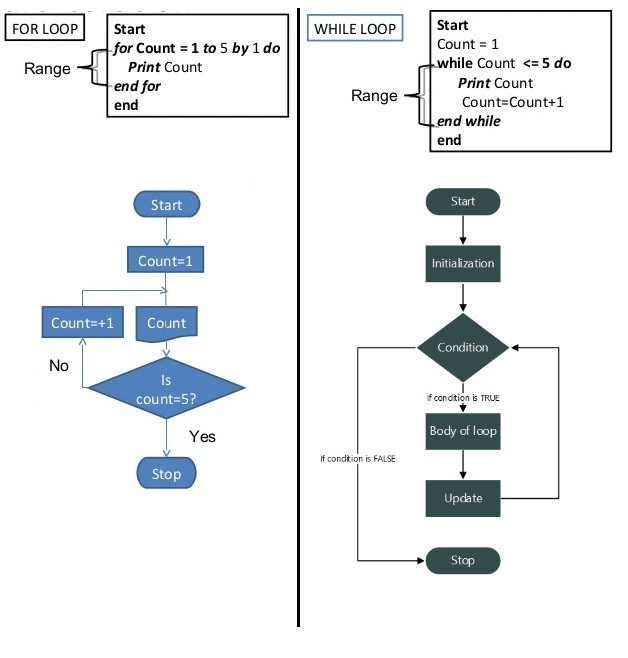 FOR LOOP
Start
for Count = 1 to 5 by 1 do
Print Count
end for
end
Range
Start
Count=1
Count=+1
Count
No
Is
count=5?
Yes
Stop
WHILE LOOP
Start
Count = 1
while Count <= 5 do
Print Count
Count=Count+1
end while
end
Range
Start
Initialization
Condition
If condition is TRUE
Body of loop
If condition is FALSE
Update
Stop